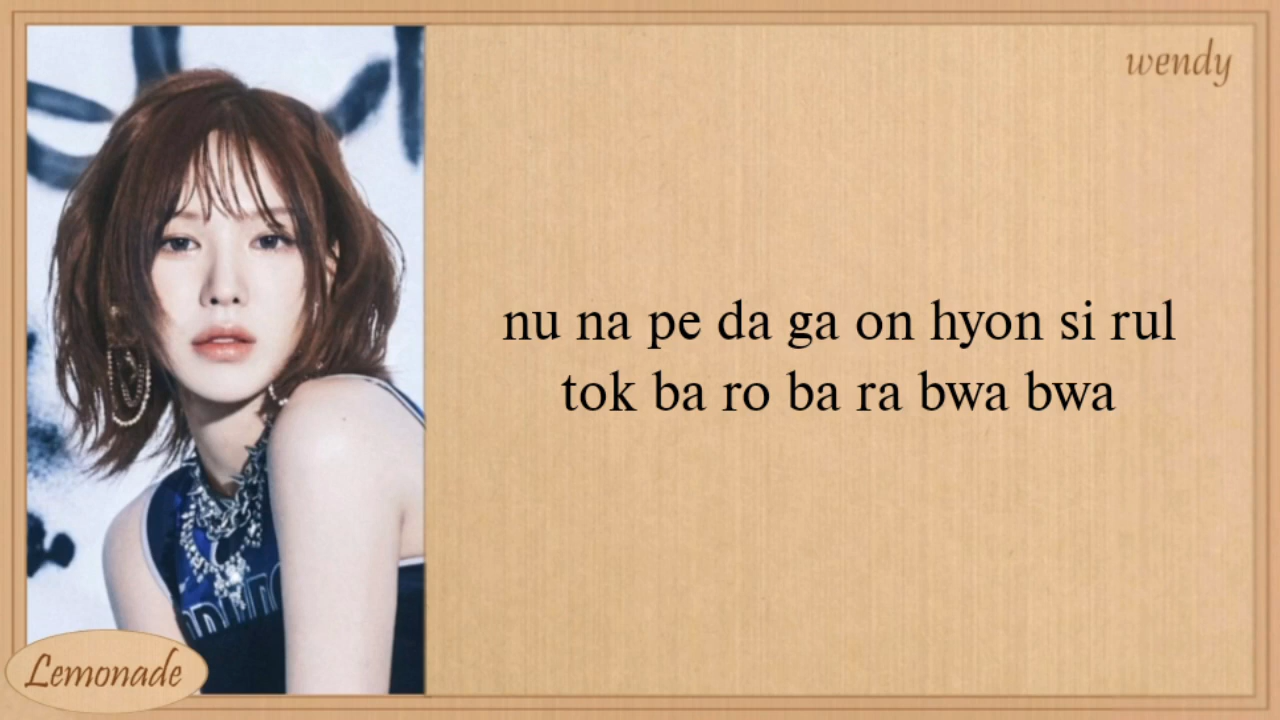 wendy
nu na pe da ga on hyon si rul
tok ba ro ba ra bwa bwa
Lemonade